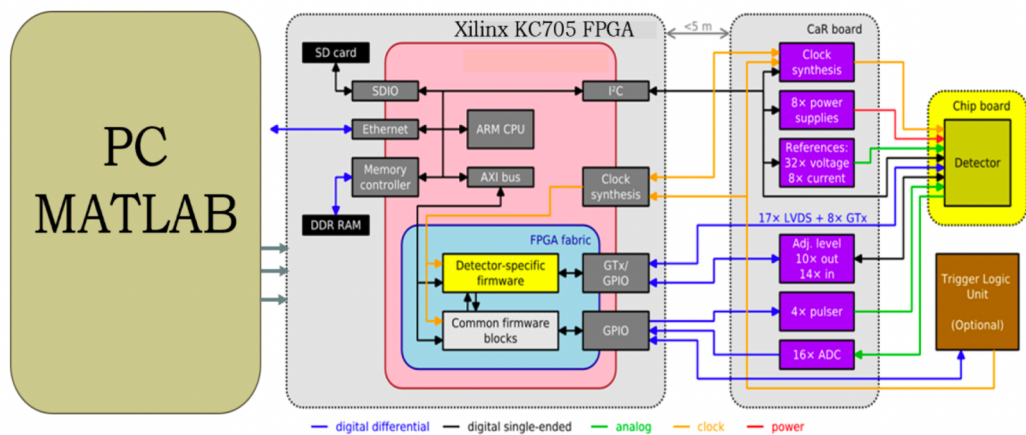 PC
MATLAB
Xilinx KC705 FPGA
SD card
SDIO
I²C
Ethernet
ARM CPU
Memory
controller
AXI bus
DDR RAM
Clock
synthesis
FPGA fabric
Detector-specific
firmware
GTx/
GPIO
Common firmware
blocks
GPIO
<5 m
CaR board
Clock
synthesis
8× power
supplies
References:
32× voltage
8× current
17× LVDS + 8× GTx
Adj. level
10× out
14× in
4× pulser
16× ADC
Chip board
Detector
Trigger Logic
Unit
(Optional)
digital differential
digital single-ended
analog
clock
power